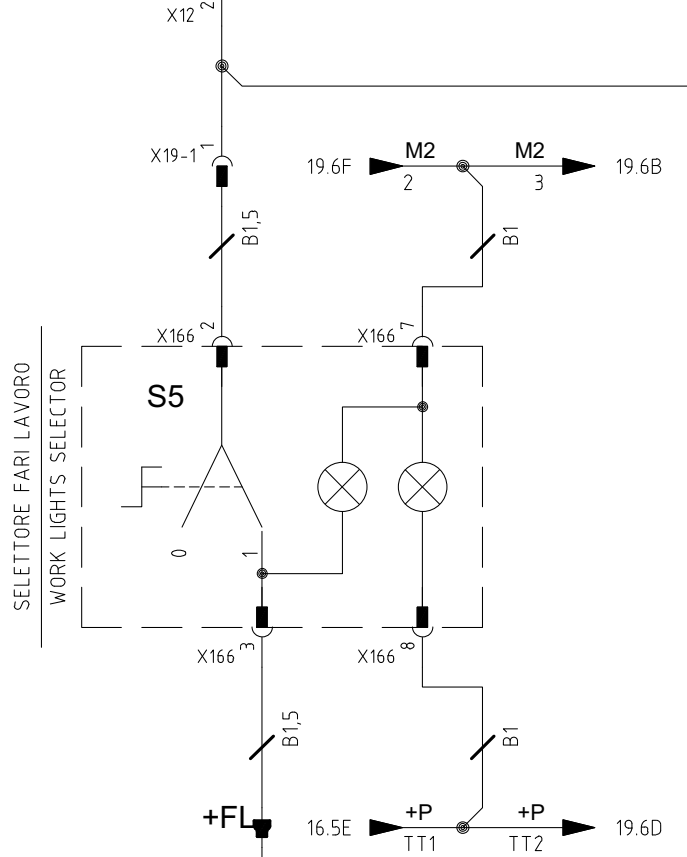 X12 2
X19-1 1
19.6F M2 M2 19.6B
2 3
B1,5 B1
X166 2 X166 7
SELETTORE FARI LAVORO
WORK LIGHTS SELECTOR
S5
0 1
X166 3 X166 8
B1,5 B1
+FL 16.5E +P +P 19.6D
TT1 TT2